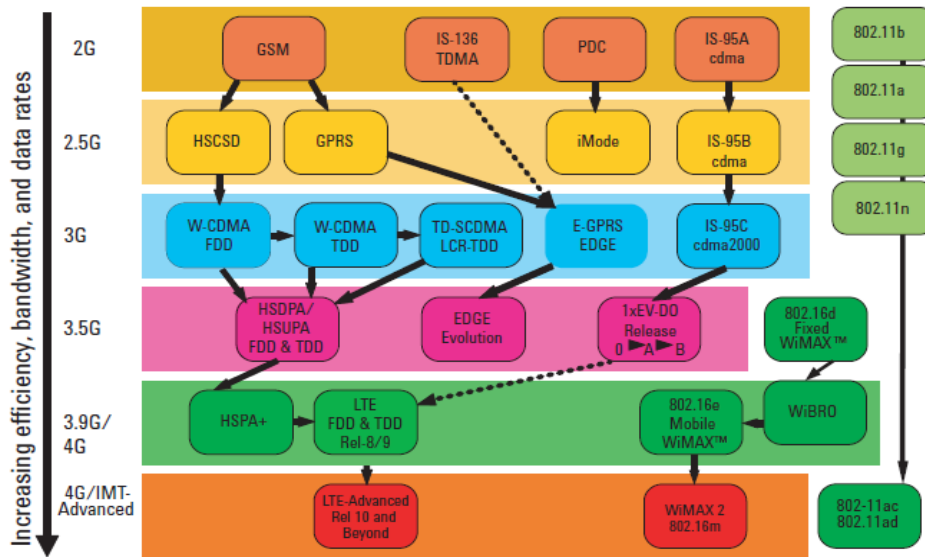 Increasing efficiency, bandwidth, and data rates
2G
GSM
IS-136
TDMA
PDC
IS-95A
cdma
802.11b
802.11a
2.5G
HSCSD
GPRS
iMode
IS-95B
cdma
802.11g
802.11n
3G
W-CDMA
FDD
W-CDMA
TDD
TD-SCDMA
LCR-TDD
E-GPRS
EDGE
IS-95C
cdma2000
3.5G
HSDPA/
HSUPA
FDD & TDD
EDGE
Evolution
1xEV-DO
Release
0 ► A ► B
802.16d
Fixed
WiMAX™
3.9G/
4G
HSPA+
LTE
FDD & TDD
Rel-8/9
802.16e
Mobile
WiMAX™
WiBRO
4G/IMT-
Advanced
LTE-Advanced
Rel 10 and
Beyond
WiMAX 2
802.16m
802-11ac
802.11ad